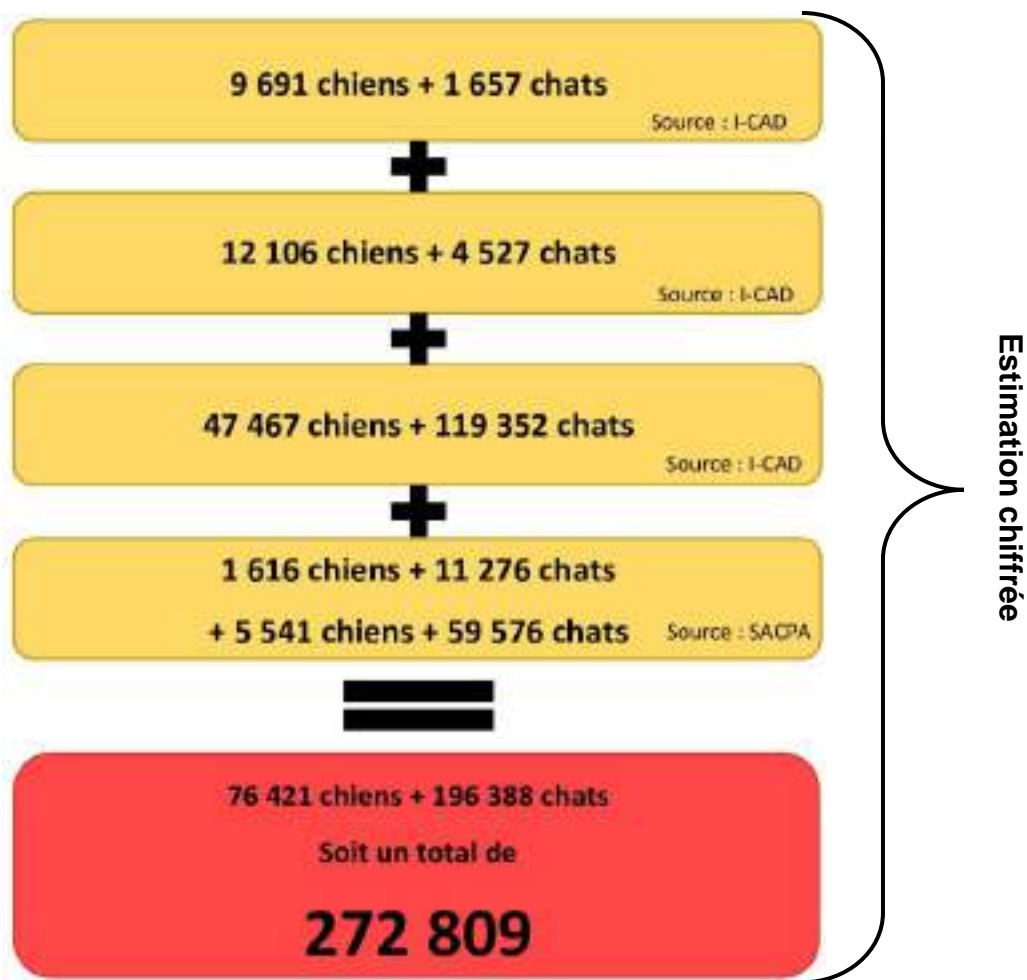 9 691 chiens + 1 657 chats
Source : I-CAD
+
12 106 chiens + 4 527 chats
Source : I-CAD
+
47 467 chiens + 119 352 chats
Source : I-CAD
+
1 616 chiens + 11 276 chats
+ 5 541 chiens + 59 576 chats Source : SACPA
=
76 421 chiens + 196 388 chats
Soit un total de
272 809
Estimation chiffrée